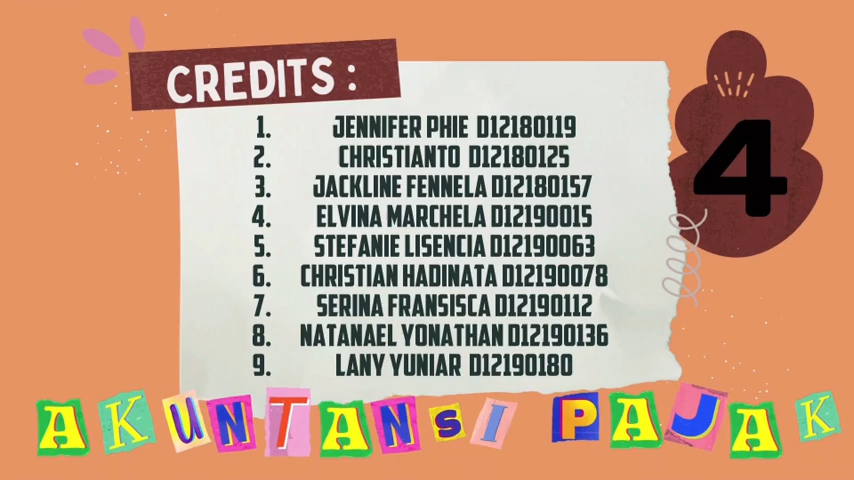 CREDITS :
4
1. JENNIFER PHIE D12180119
2. CHRISTIANTO D12180125
3. JACKLINE FENNELA D12180157
4. ELVINA MARCHELA D12190015
5. STEFANIE LISENCIA D12190063
6. CHRISTIAN HADINATA D12190078
7. SERINA FRANSISCA D12190112
8. NATANAEL YONATHAN D12190136
9. LANY YUNIAR D12190180
AKUNTANSI PAJAK